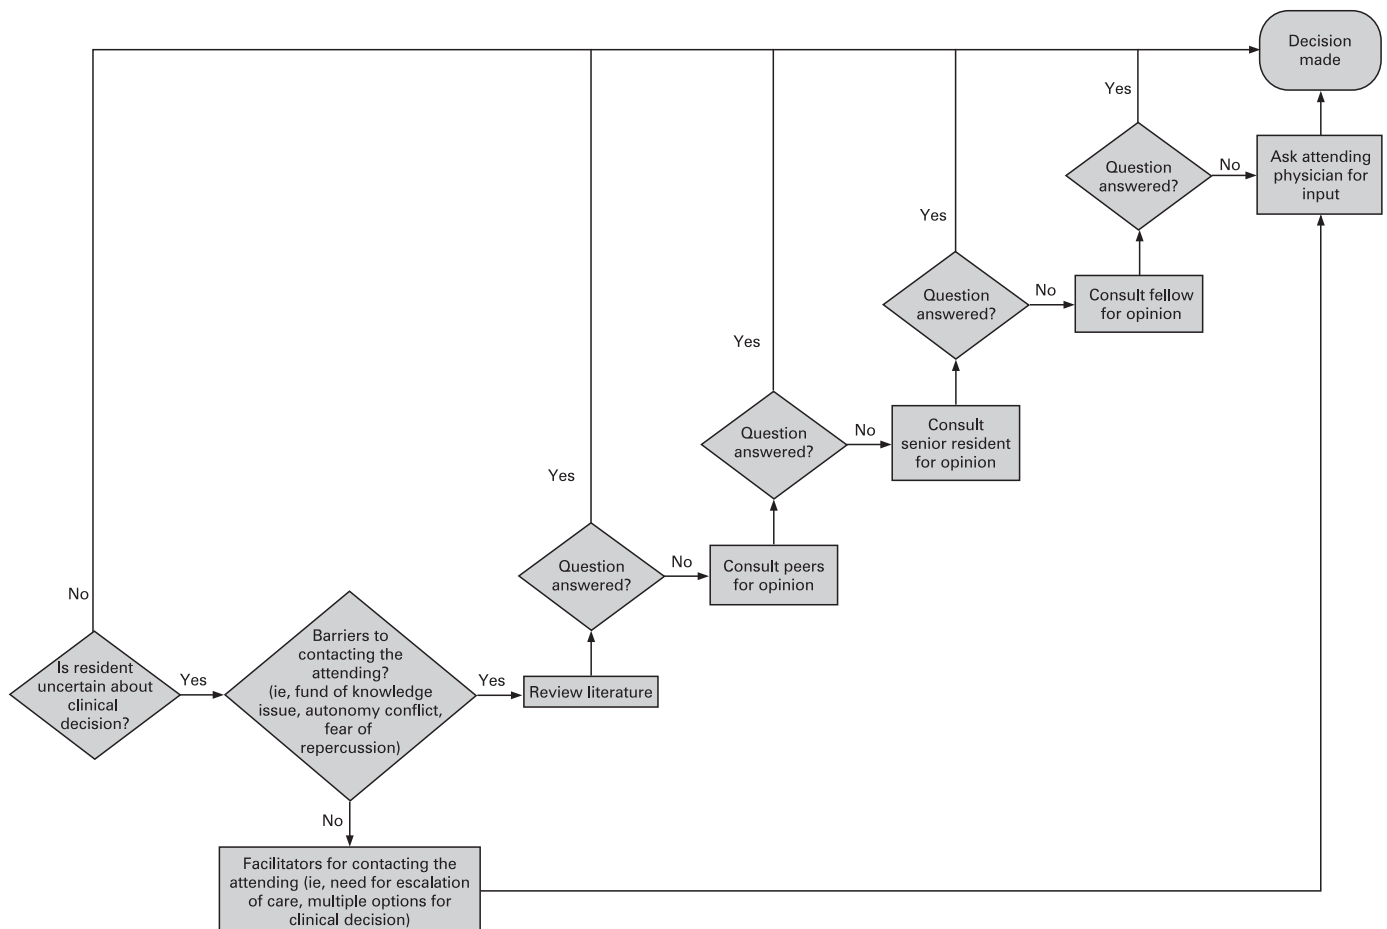 Decision
made
Yes
Question
answered?
No
Ask attending
physician for
input
Yes
Question
answered?
No
Consult fellow
for opinion
Yes
Question
answered?
No
Consult
senior resident
for opinion
Yes
Question
answered?
No
Consult peers
for opinion
No
Is resident
uncertain about
clinical
decision?
Yes
Barriers to
contacting the
attending?
(ie, fund of knowledge
issue, autonomy conflict,
fear of
repercussion)
Yes
Review literature
No
Facilitators for contacting the
attending (ie, need for escalation
of care, multiple options for
clinical decision)